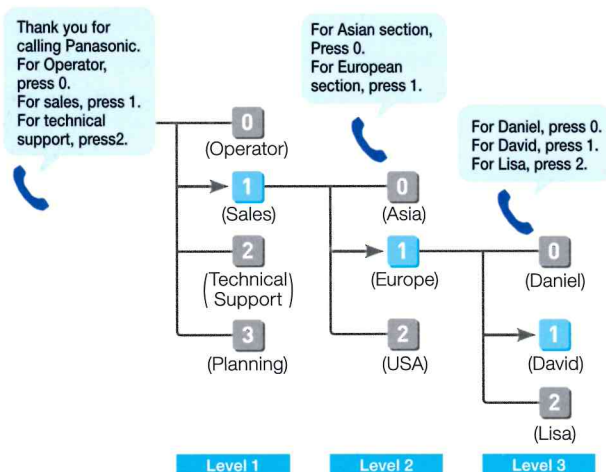 Thank you for
calling Panasonic.
For Operator,
press 0.
For sales, press 1.
For technical
support, press2.
For Asian section,
Press 0.
For European
section, press 1.
For Daniel, press 0.
For David, press 1.
For Lisa, press 2.
0
(Operator)
1
(Sales)
2
(Technical
Support)
3
(Planning)
0
(Asia)
1
(Europe)
2
(USA)
0
(Daniel)
1
(David)
2
(Lisa)
Level 1
Level 2
Level 3